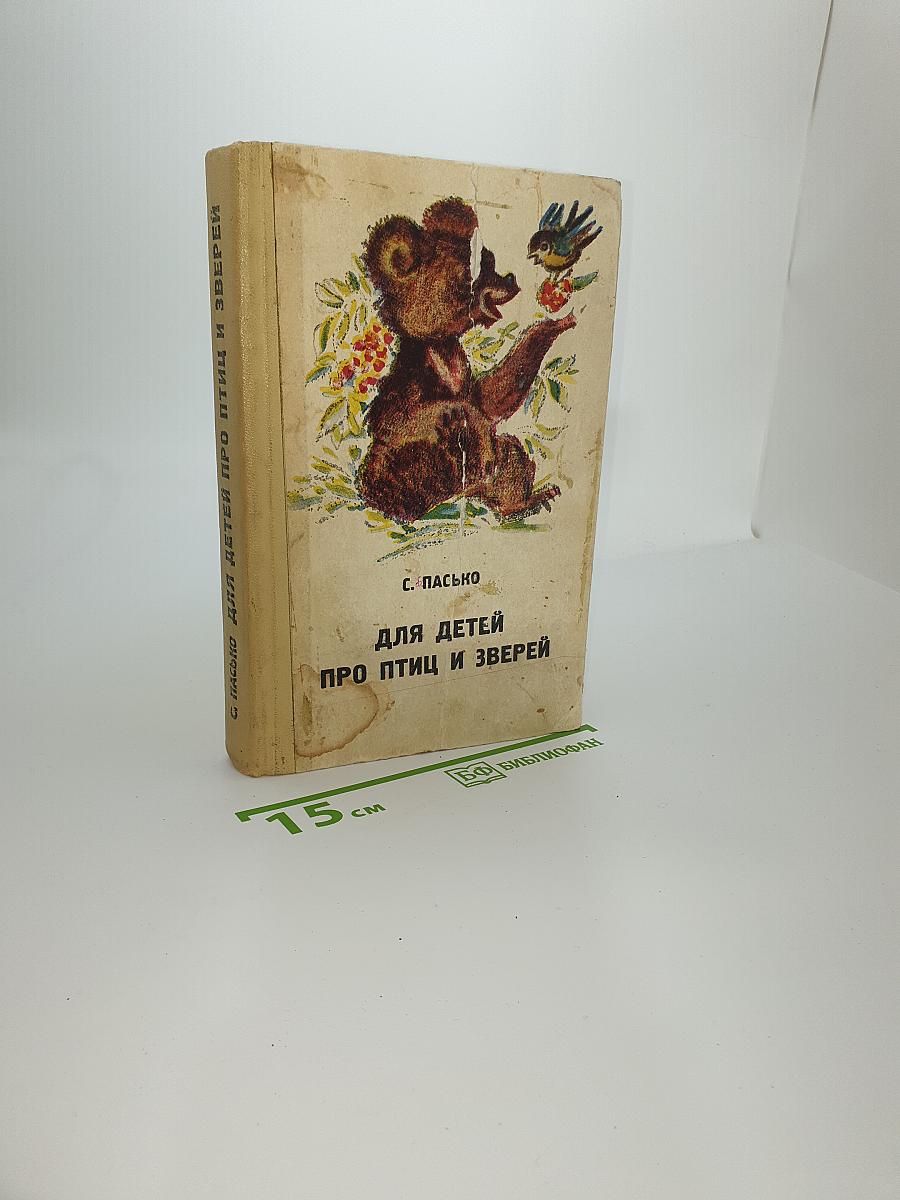 С. ПАСЬКО ДЛЯ ДЕТЕЙ ПРО ПТИЦ И ЗВЕРЕЙ
С. ПАСЬКО
ДЛЯ ДЕТЕЙ
ПРО ПТИЦ И ЗВЕРЕЙ
15 см
БФ БИБЛИОФАН